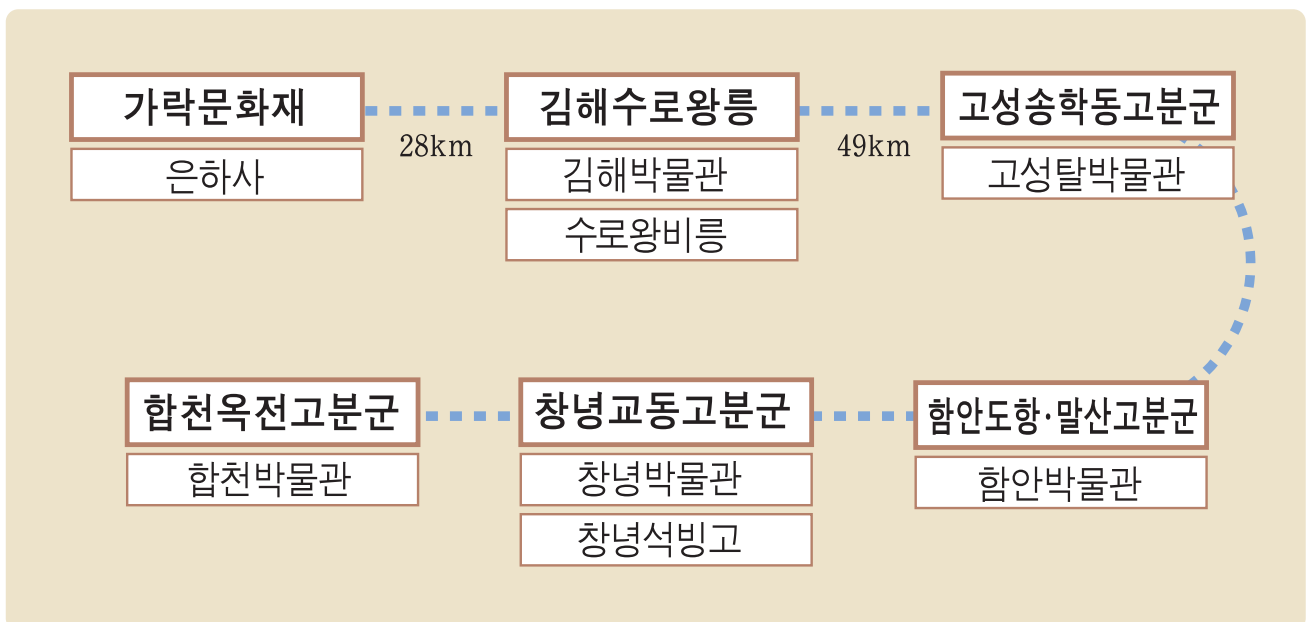 가락문화재
은하사
28km
김해수로왕릉
김해박물관
수로왕비릉
49km
고성송학동고분군
고성탈박물관
함안도항·말산고분군
함안박물관
창녕교동고분군
창녕박물관
창녕석빙고
합천옥전고분군
합천박물관